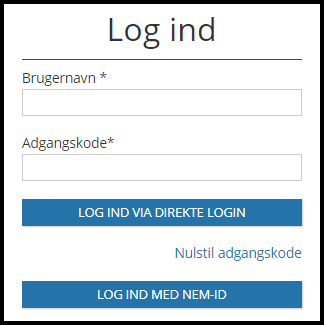 Log ind
Brugernavn *
Adgangskode*
LOG IND VIA DIREKTE LOGIN
Nulstil adgangskode
LOG IND MED NEM-ID